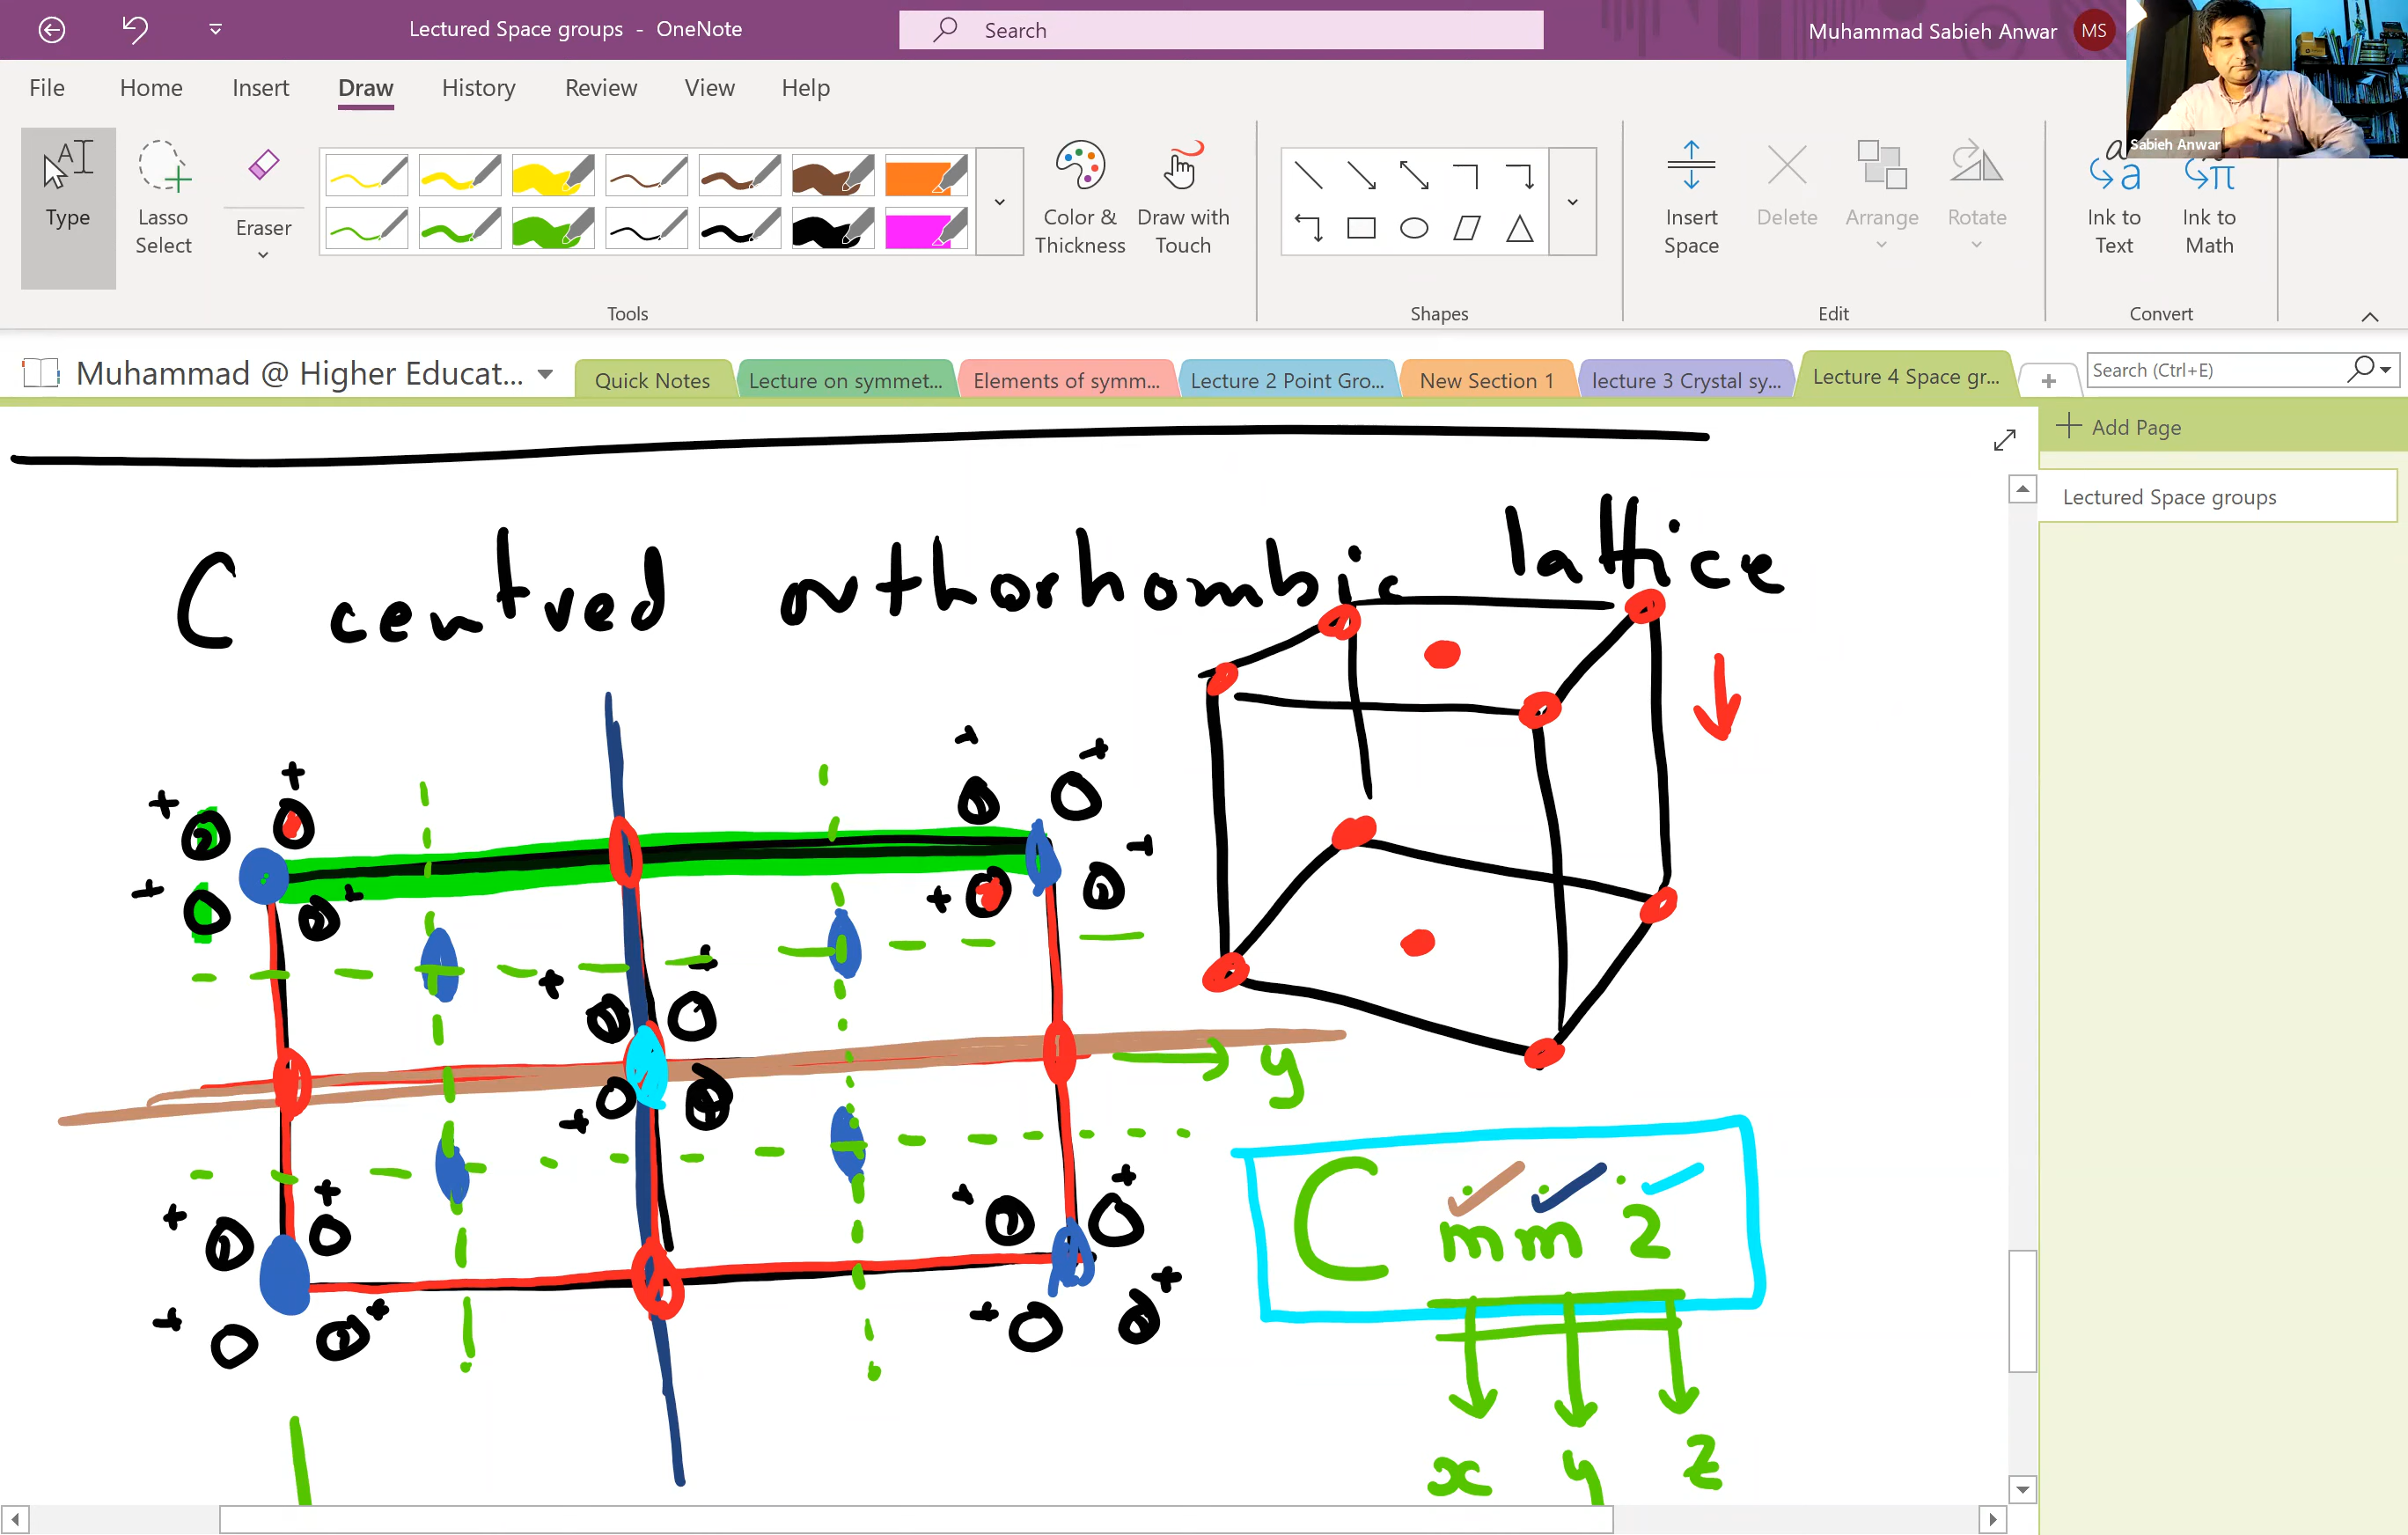 Lectured Space groups - OneNote
Search
Muhammad Sabieh Anwar MS
Sabieh Anwar
File Home Insert Draw History Review View Help
Type
Lasso Select
Eraser
Color & Thickness
Draw with Touch
Insert Space
Delete
Arrange
Rotate
Ink to Text
Ink to Math
Tools Shapes Edit Convert
Muhammad @ Higher Educat...
Quick Notes
Lecture on symmet...
Elements of symm...
Lecture 2 Point Gro...
New Section 1
lecture 3 Crystal sy...
Lecture 4 Space gr...
Search (Ctrl+E)
Add Page
Lectured Space groups
C centred orthorhombic lattice
y
C mm2
x y z